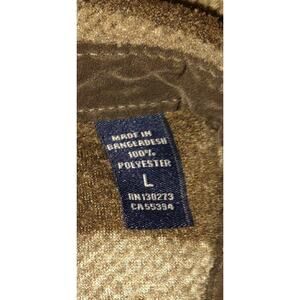 MADE IN
BANGLADESH
100%
POLYESTER
L
RN130273
CA55394